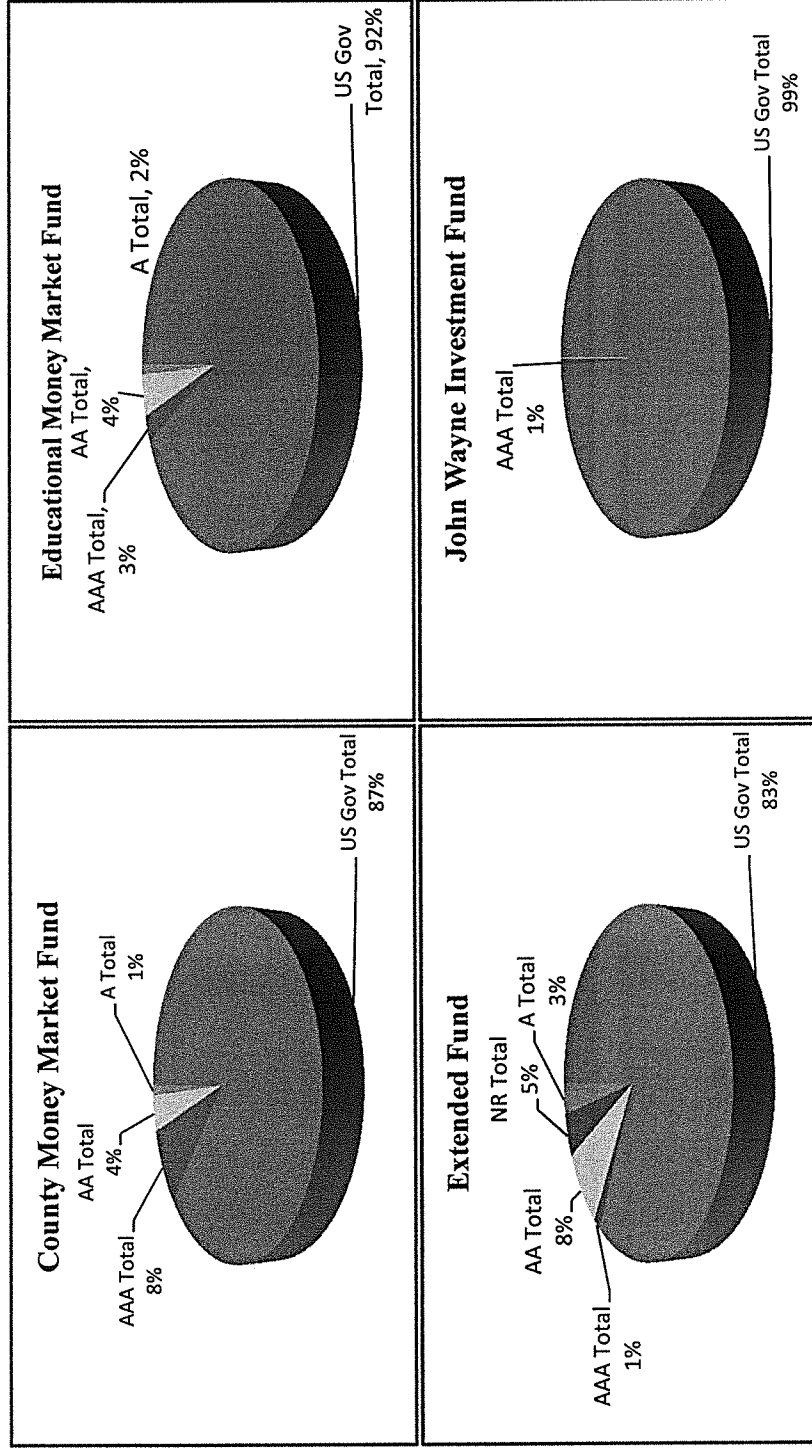 County Money Market Fund
AAA Total
8%
AA Total
4%
A Total
1%
US Gov Total
87%
Educational Money Market Fund
AAA Total,
3%
AA Total,
4%
A Total, 2%
US Gov
Total, 92%
Extended Fund
AAA Total
1%
AA Total
8%
NR Total
5%
A Total
3%
US Gov Total
83%
John Wayne Investment Fund
AAA Total
1%
US Gov Total
99%